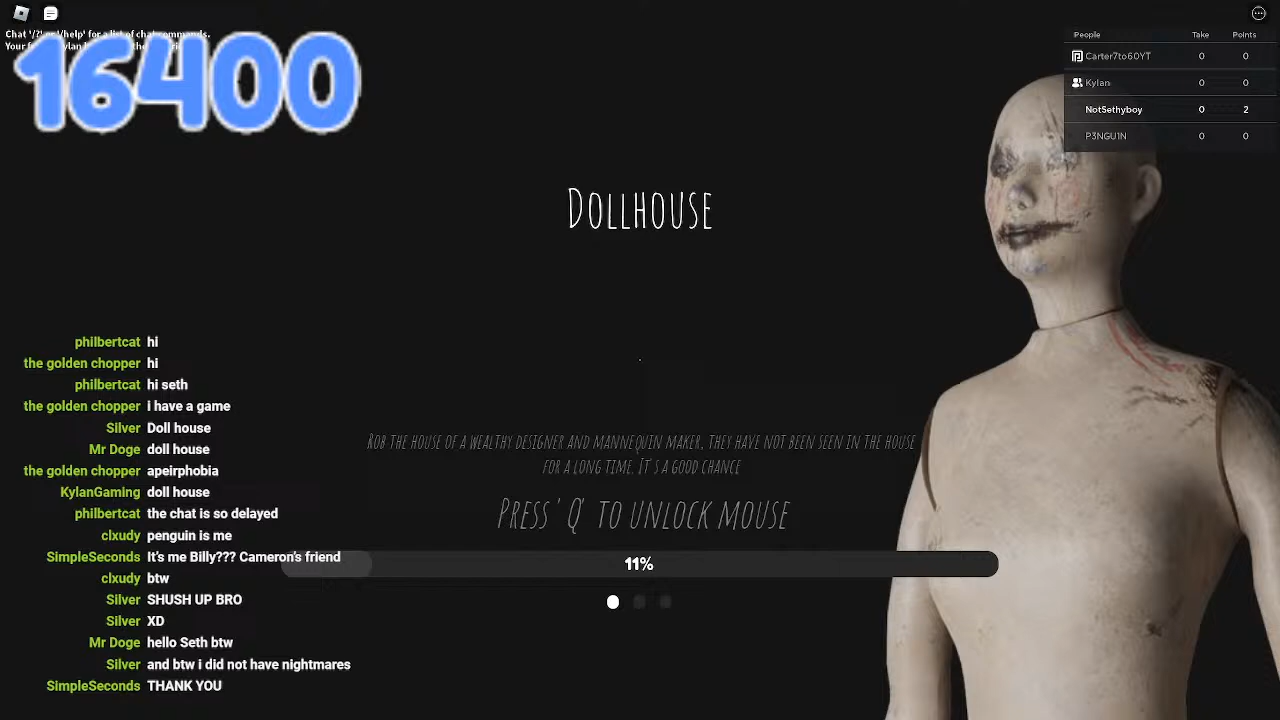 Chat '/?' or '/help' for a list of chat commands.
16400
People Take Points
Carter7to60YT 0 0
Kylan 0 0
NotSethyboy 0 2
P3NGU1N 0 0
Dollhouse
philbertcat hi
the golden chopper hi
philbertcat hi seth
the golden chopper i have a game
Silver Doll house
Mr Doge doll house
the golden chopper apeirphobia
KylanGaming doll house
philbertcat the chat is so delayed
clxudy penguin is me
SimpleSeconds It's me Billy??? Cameron's friend
clxudy btw
Silver SHUSH UP BRO
Silver XD
Mr Doge hello Seth btw
Silver and btw i did not have nightmares
SimpleSeconds THANK YOU
Rob the house of a wealthy designer and mannequin maker, they have not been seen in the house
for a long time, it's a good chance
Press 'Q' to unlock mouse
11%